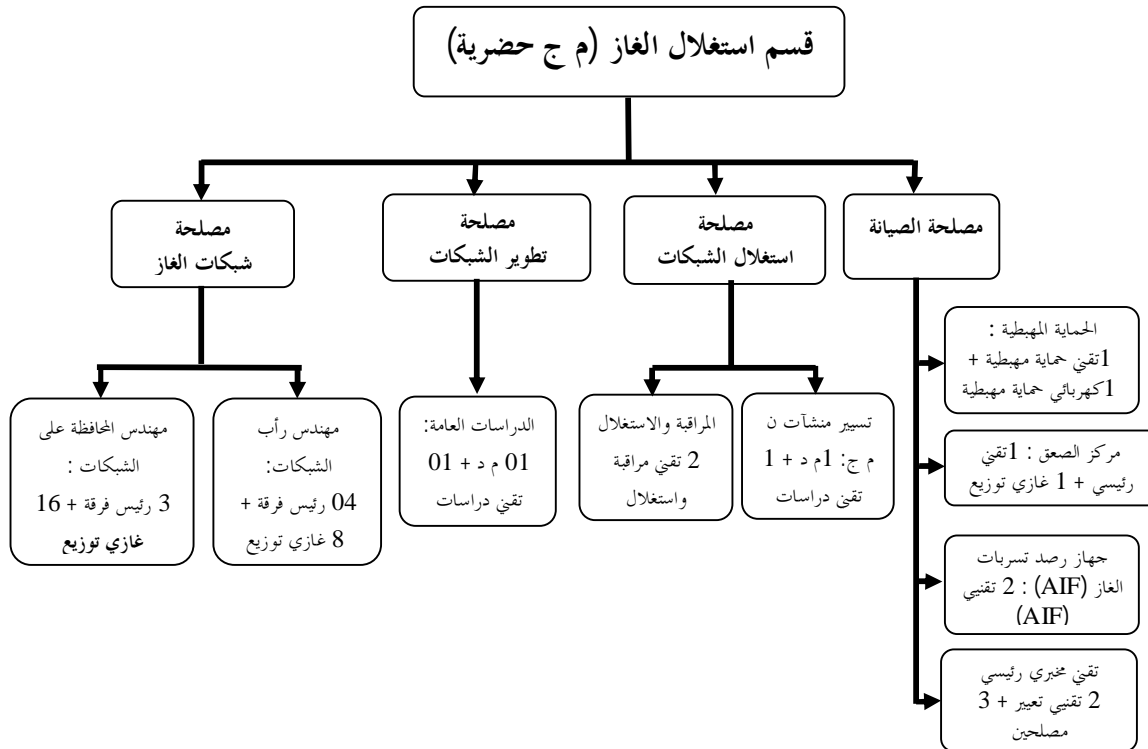 قسم استغلال الغاز (م ج حضرية)
مصلحة الصيانة
مصلحة
استغلال الشبكات
مصلحة
تطوير الشبكات
مصلحة
شبكات الغاز
الحماية المهبطية :
1تقني حماية مهبطية +
1كهربائي حماية مهبطية
مركز الصعق : 1تقني
رئيسي + 1 غازي توزيع
جهاز رصد تسربات
الغاز (AIF) : 2 تقنيي
(AIF)
تقني مخبري رئيسي
2 تقنيي تعيير + 3
مصلحين
تسيير منشآت ن
م ج: 1م د + 1
تقني دراسات
المراقبة والاستغلال
2 تقني مراقبة
واستغلال
الدراسات العامة:
01 م د + 01
تقني دراسات
مهندس رأب
الشبكات:
04 رئيس فرقة +
8 غازي توزيع
مهندس المحافظة على
الشبكات :
3 رئيس فرقة + 16
غازي توزيع